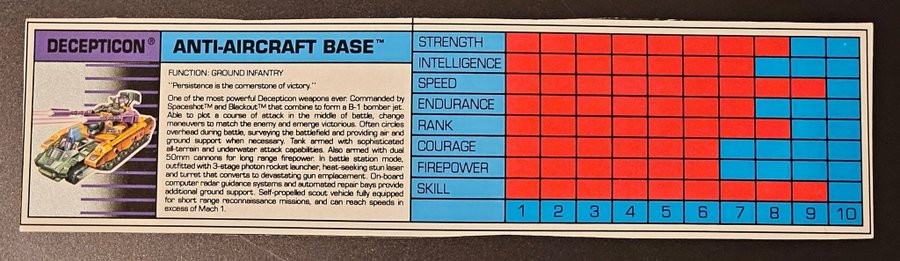 DECEPTICON®
ANTI-AIRCRAFT BASE™
FUNCTION: GROUND INFANTRY
"Persistence is the cornerstone of victory."
One of the most powerful Decepticon weapons ever. Commanded by
Spaceshot™ and Blackout™ that combine to form a B-1 bomber jet.
Able to plot a course of attack in the middle of battle, change
maneuvers to match the enemy and emerge victorious. Often circles
overhead during battle, surveying the battlefield and providing air and
ground support when necessary. Tank armed with sophisticated
all-terrain and underwater attack capabilities. Also armed with dual
50mm cannons for long range firepower. In battle station mode,
outfitted with 3-stage photon rocket launcher, heat-seeking stun laser
and turret that converts to devastating gun emplacement. On-board
computer radar guidance systems and automated repair bays provide
additional ground support. Self-propelled scout vehicle fully equipped
for short range reconnaissance missions, and can reach speeds in
excess of Mach 1.
STRENGTH
INTELLIGENCE
SPEED
ENDURANCE
RANK
COURAGE
FIREPOWER
SKILL
1 2 3 4 5 6 7 8 9 10